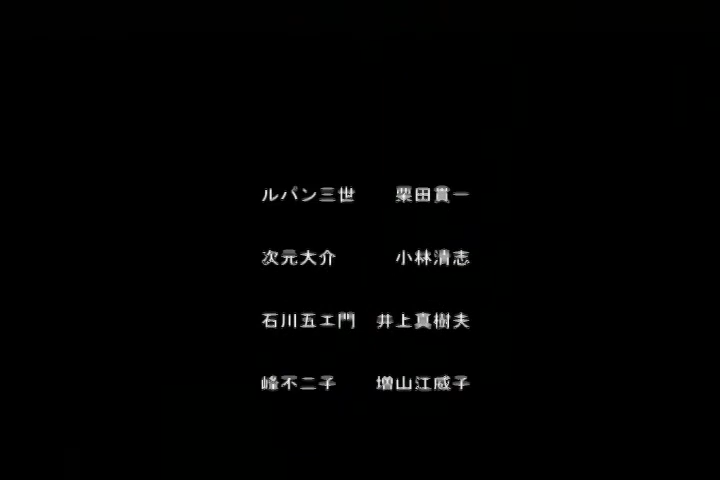 ルパン三世 栗田貫一
次元大介 小林清志
石川五エ門 井上真樹夫
峰不二子 増山江威子